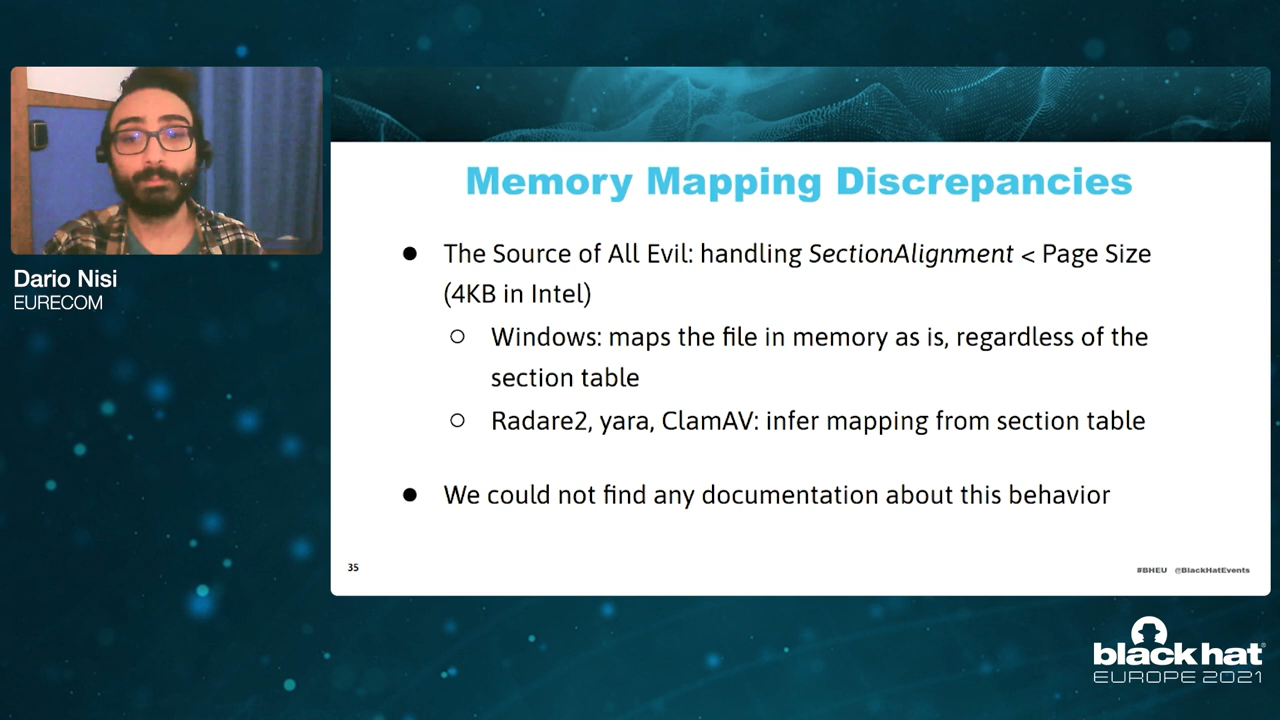 Memory Mapping Discrepancies
● The Source of All Evil: handling SectionAlignment < Page Size
(4KB in Intel)
○ Windows: maps the file in memory as is, regardless of the
section table
○ Radare2, yara, ClamAV: infer mapping from section table
● We could not find any documentation about this behavior
35
#BHEU @BlackHatEvents
Dario Nisi
EURECOM
black hat®
EUROPE 2021